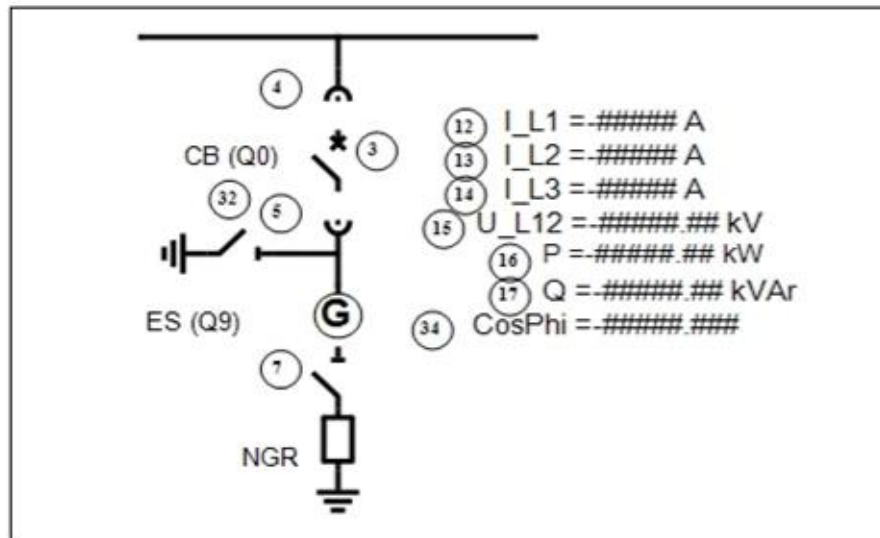 4
3
CB (Q0)
32
5
ES (Q9)
G
7
NGR
12 I_L1 =-##### A
13 I_L2 =-##### A
14 I_L3 =-##### A
15 U_L12 =-#####.## kV
16 P =-#####.## kW
17 Q =-#####.## kVAr
34 CosPhi =-#####.###